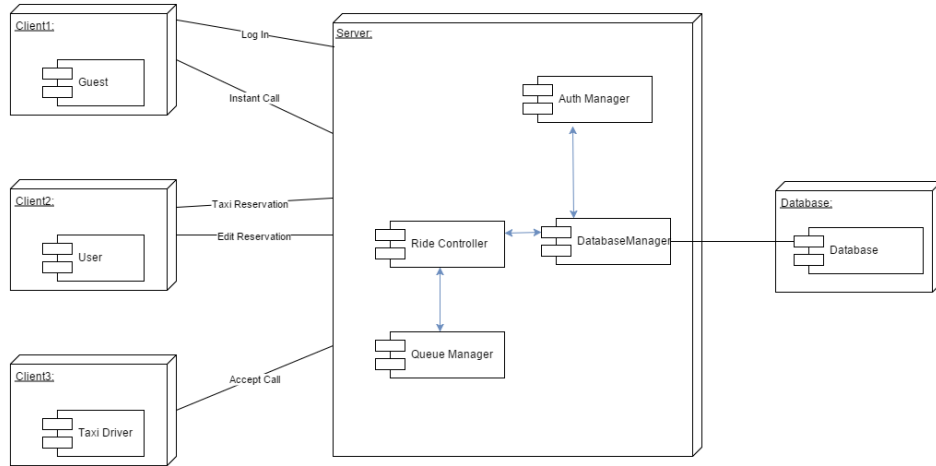 Client1:
Guest
Log In
Instant Call
Client2:
User
Taxi Reservation
Edit Reservation
Client3:
Taxi Driver
Accept Call
Server:
Auth Manager
Ride Controller
DatabaseManager
Queue Manager
Database:
Database